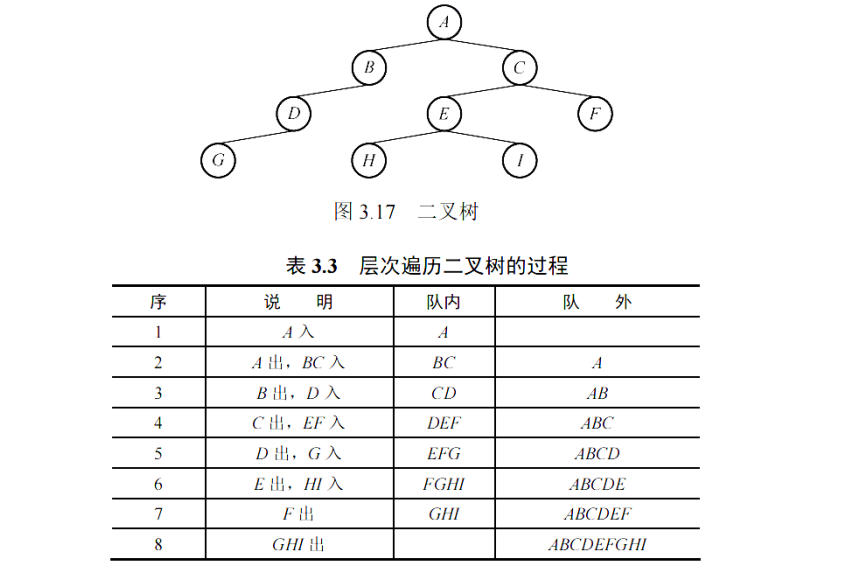 A
B C
D E F
G H I
图 3.17 二叉树
表 3.3 层次遍历二叉树的过程
序 说 明 队内 队 外
1 A 入 A
2 A 出，BC 入 BC A
3 B 出，D 入 CD AB
4 C 出，EF 入 DEF ABC
5 D 出，G 入 EFG ABCD
6 E 出，HI 入 FGHI ABCDE
7 F 出 GHI ABCDEF
8 GHI 出 ABCDEFGHI